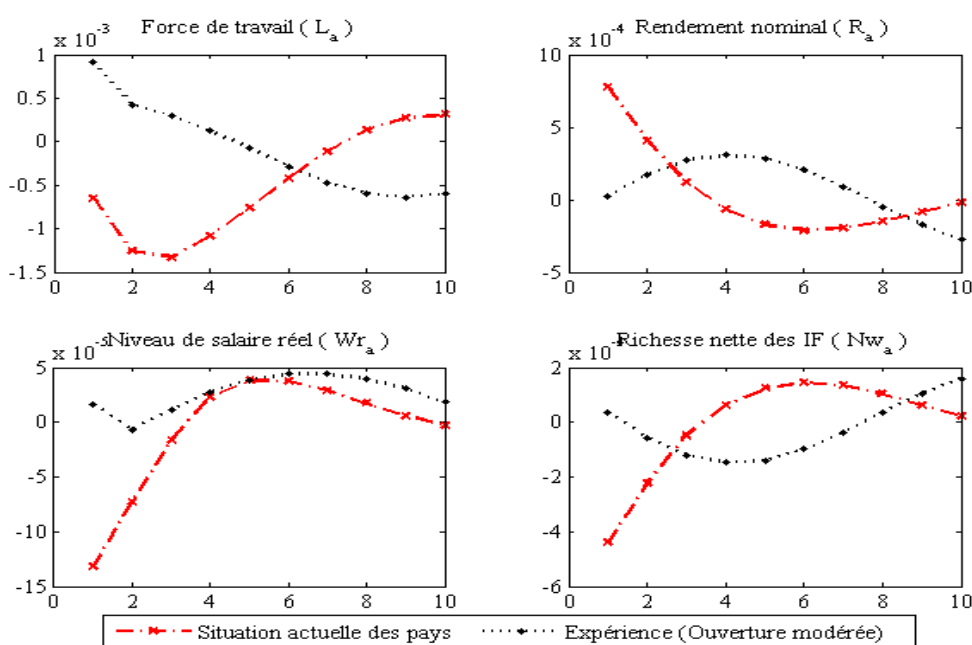 x 10⁻³ Force de travail ( Lₐ )
1
0.5
0
-0.5
-1
-1.5
0 2 4 6 8 10
x 10⁻⁴ Rendement nominal ( Rₐ )
10
5
0
-5
0 2 4 6 8 10
x 10⁻⁵ Niveau de salaire réel ( Wrₐ )
5
0
-5
-10
-15
0 2 4 6 8 10
x 10 Richesse nette des IF ( Nwₐ )
2
0
-2
-4
-6
0 2 4 6 8 10
Situation actuelle des pays Expérience (Ouverture modérée)